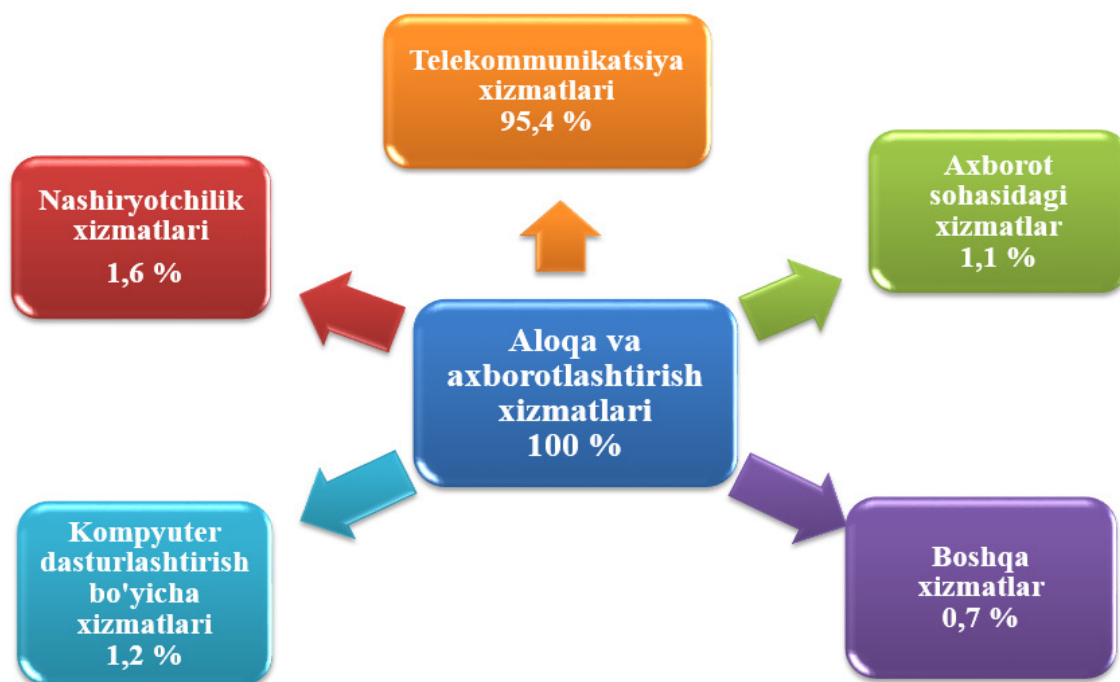 Telekommunikatsiya
xizmatlari
95,4 %
Nashiryotchilik
xizmatlari
1,6 %
Axborot
sohasidagi
xizmatlar
1,1 %
Aloqa va
axborotlashtirish
xizmatlari
100 %
Kompyuter
dasturlashtirish
bo'yicha
xizmatlari
1,2 %
Boshqa
xizmatlar
0,7 %